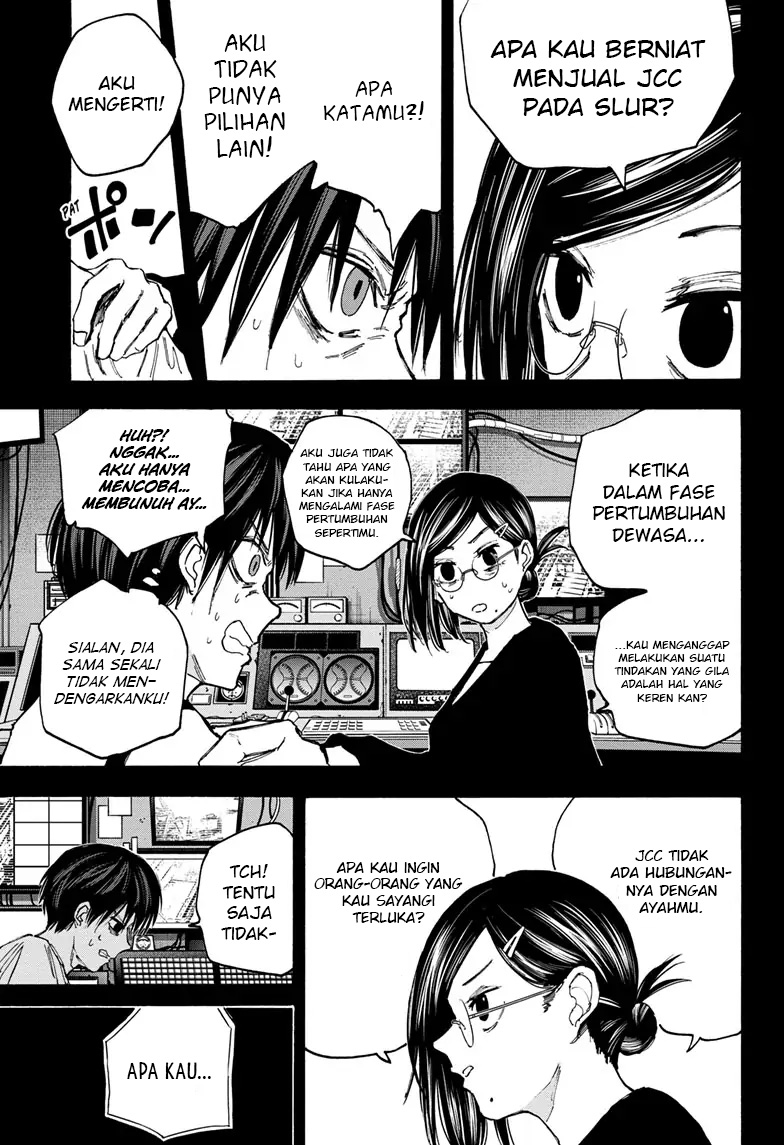 APA KAU BERNIAT
MENJUAL JCC
PADA SLUR?
APA
KATAMU?!
AKU
TIDAK
PUNYA
PILIHAN
LAIN!
AKU
MENGERTI!
PAT
ポン
KETIKA
DALAM FASE
PERTUMBUHAN
DEWASA...
...KAU MENGANGGAP
MELAKUKAN SUATU
TINDAKAN YANG GILA
ADALAH HAL YANG
KEREN KAN?
AKU JUGA TIDAK
TAHU APA YANG
AKAN KULAKU-
KAN JIKA HANYA
MENGALAMI FASE
PERTUMBUHAN
SEPERTIMU.
HUH?!
NGGAK...
AKU HANYA
MENCOBA...
MEMBUNUH AY...
SIALAN, DIA
SAMA SEKALI
TIDAK MEN-
DENGARKANKU!
JCC TIDAK
ADA HUBUNGAN-
NYA DENGAN
AYAHMU.
APA KAU INGIN
ORANG-ORANG YANG
KAU SAYANGI
TERLUKA?
TCH!
TENTU
SAJA
TIDAK-
APA KAU...